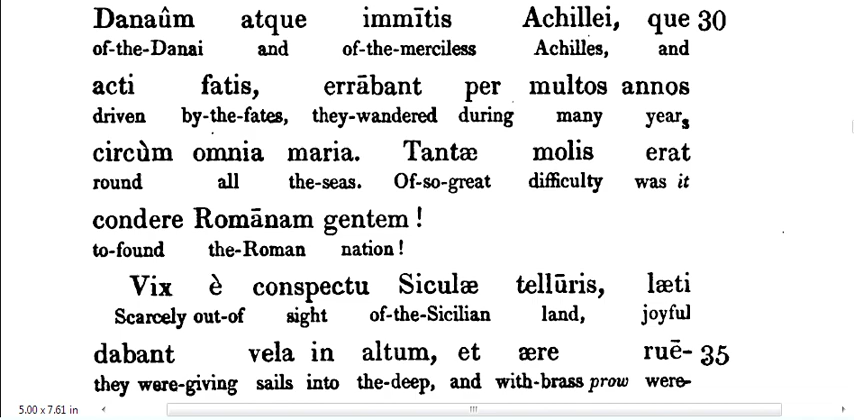 Danaûm atque immītis Achillei, que 30
of-the-Danai and of-the-merciless Achilles, and
acti fatis, errābant per multos annos
driven by-the-fates, they-wandered during many years
circùm omnia maria. Tantæ molis erat
round all the-seas. Of-so-great difficulty was it
condere Romānam gentem !
to-found the-Roman nation !
Vix è conspectu Siculæ tellūris, læti
Scarcely out-of sight of-the-Sicilian land, joyful
dabant vela in altum, et ære ruē- 35
they were-giving sails into the-deep, and with-brass prow were-
5.00 x 7.61 in